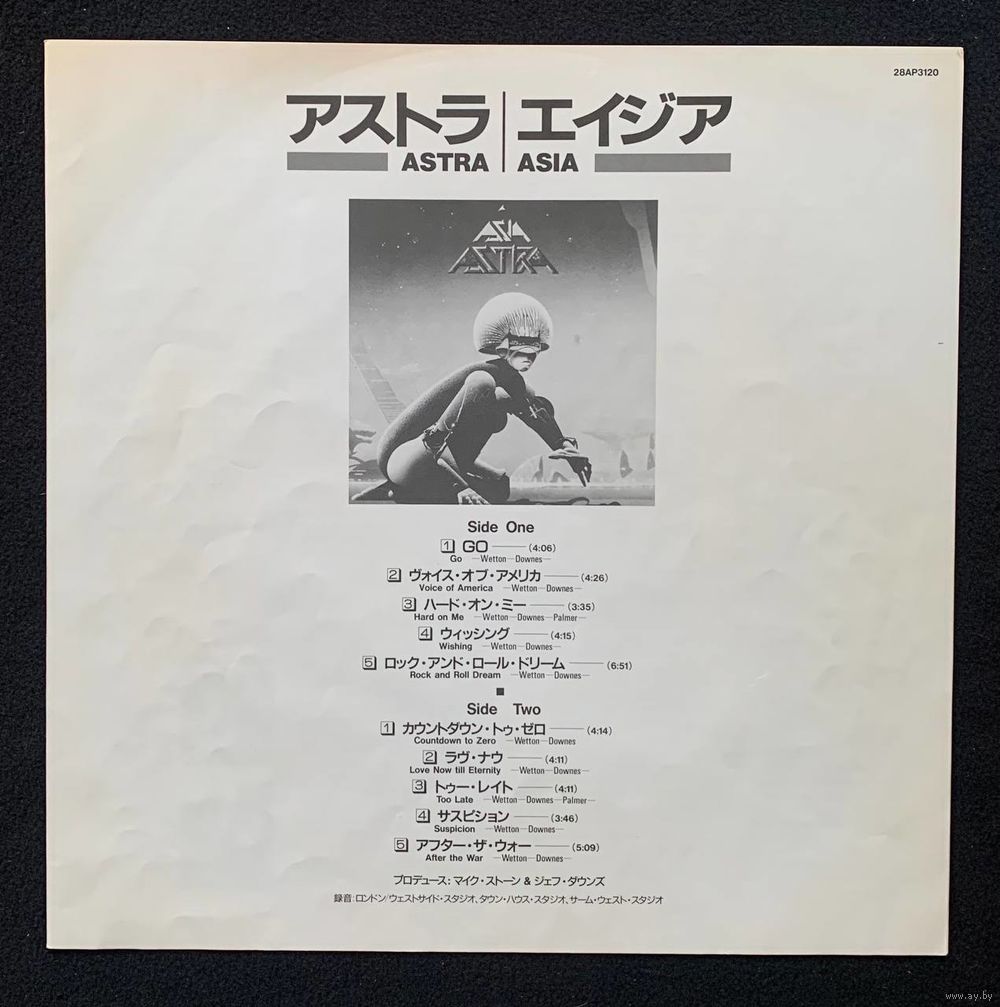 28AP3120
アストラ エイジア
ASTRA ASIA
ASIA
ASTRA
Side One
1 GO ——(4:06)
Go —Wetton—Downes—
2 ヴォイス・オブ・アメリカ ——(4:26)
Voice of America —Wetton—Downes—
3 ハード・オン・ミー ——(3:35)
Hard on Me —Wetton—Downes—Palmer—
4 ウィッシング ——(4:15)
Wishing —Wetton—Downes—
5 ロック・アンド・ロール・ドリーム ——(6:51)
Rock and Roll Dream —Wetton—Downes—
■
Side Two
1 カウントダウン・トゥ・ゼロ ——(4:14)
Countdown to Zero —Wetton—Downes
2 ラヴ・ナウ ——(4:11)
Love Now till Eternity —Wetton—Downes—
3 トゥー・レイト ——(4:11)
Too Late —Wetton—Downes—Palmer—
4 サスピション ——(3:46)
Suspicion —Wetton—Downes—
5 アフター・ザ・ウォー ——(5:09)
After the War —Wetton—Downes—
プロデュース: マイク・ストーン & ジェフ・ダウンズ
録音: ロンドン/ウェストサイド・スタジオ、タウン・ハウス・スタジオ、サーム・ウェスト・スタジオ
www.ay.by